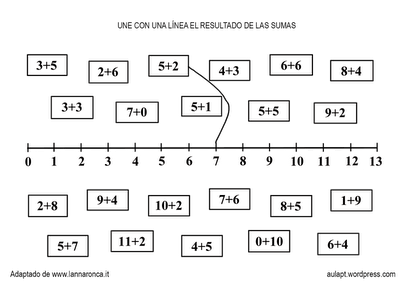 UNE CON UNA LÍNEA EL RESULTADO DE LAS SUMAS
3+5 2+6 5+2 4+3 6+6 8+4
3+3 7+0 5+1 5+5 9+2
0 1 2 3 4 5 6 7 8 9 10 11 12 13
2+8 9+4 10+2 7+6 8+5 1+9
5+7 11+2 4+5 0+10 6+4
Adaptado de www.lannaronca.it aulapt.wordpress.com